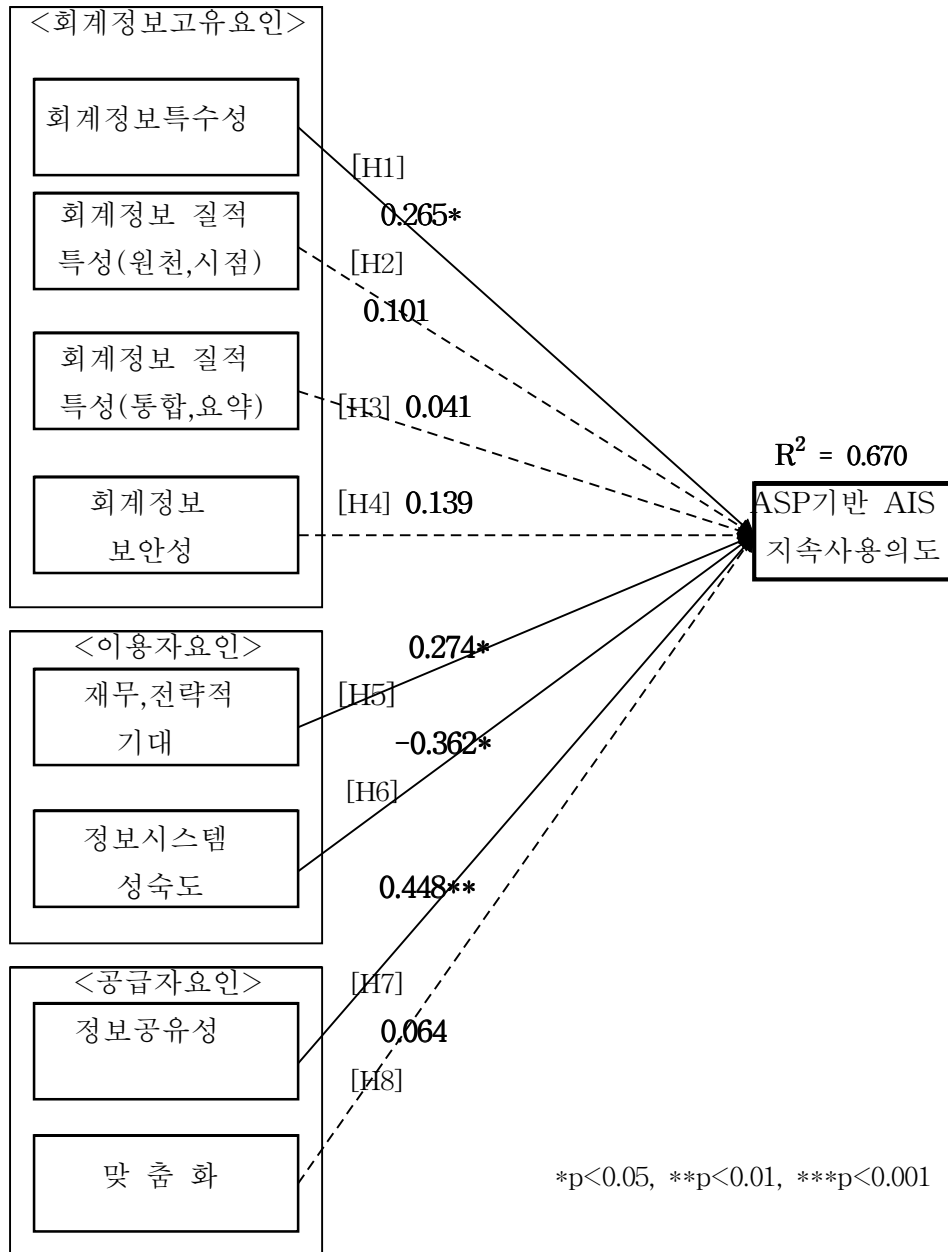 <회계정보고유요인>
회계정보특수성
[H1]
0.265*
회계정보 질적
특성(원천,시점)
[H2]
0.101
회계정보 질적
특성(통합,요약)
[H3] 0.041
회계정보
보안성
[H4] 0.139
R² = 0.670
ASP기반 AIS
지속사용의도
<이용자요인>
재무,전략적
기대
0.274*
[H5]
-0.362*
[H6]
정보시스템
성숙도
0.448**
<공급자요인>
정보공유성
[H7]
0.064
[H8]
맞 춤 화
*p<0.05, **p<0.01, ***p<0.001